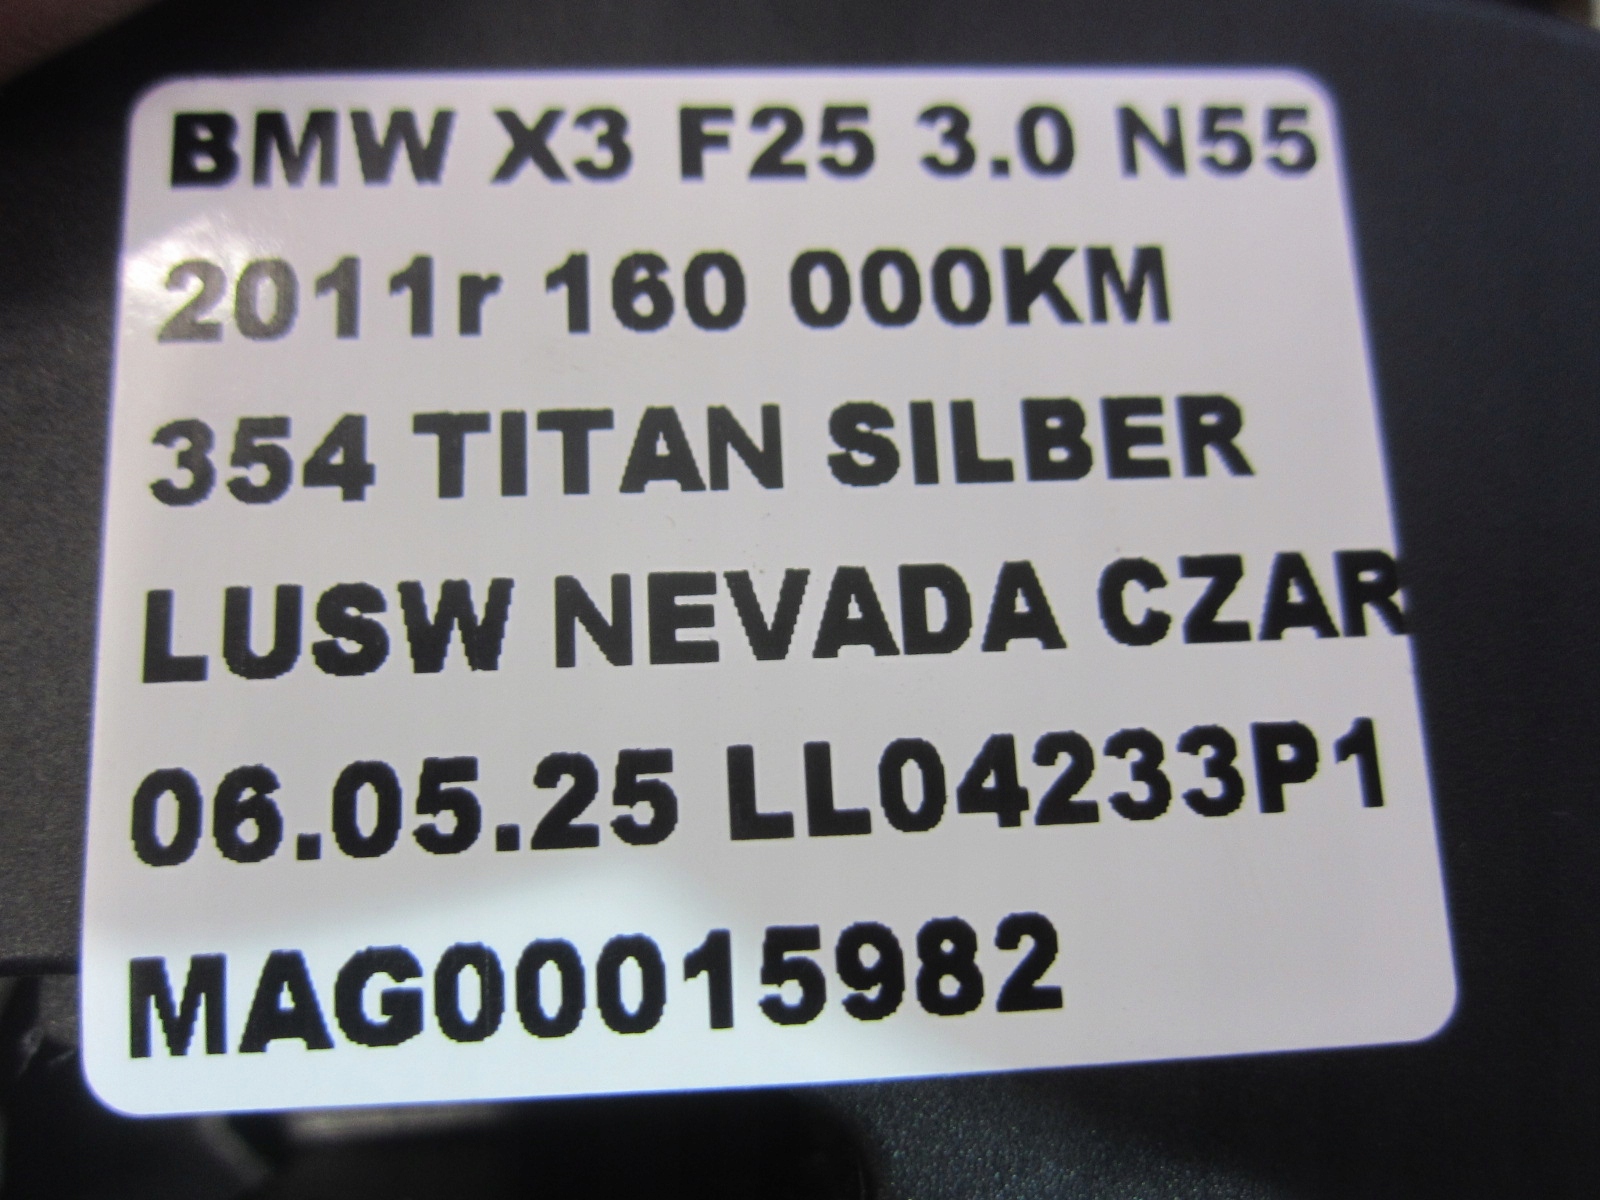 BMW X3 F25 3.0 N55
2011r 160 000KM
354 TITAN SILBER
LUSW NEVADA CZAR
06.05.25 LL04233P1
MAG00015982